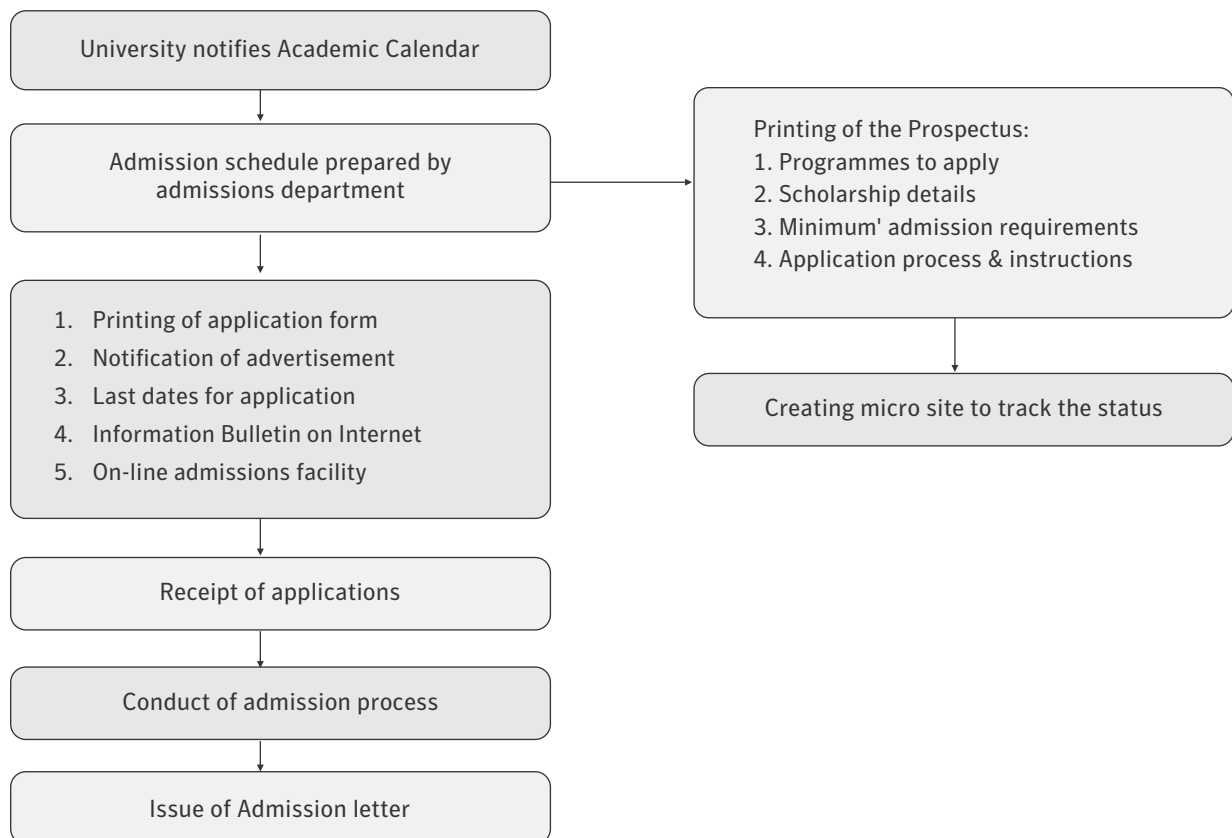 University notifies Academic Calendar
Admission schedule prepared by
admissions department
Printing of the Prospectus:
1. Programmes to apply
2. Scholarship details
3. Minimum' admission requirements
4. Application process & instructions
1. Printing of application form
2. Notification of advertisement
3. Last dates for application
4. Information Bulletin on Internet
5. On-line admissions facility
Creating micro site to track the status
Receipt of applications
Conduct of admission process
Issue of Admission letter